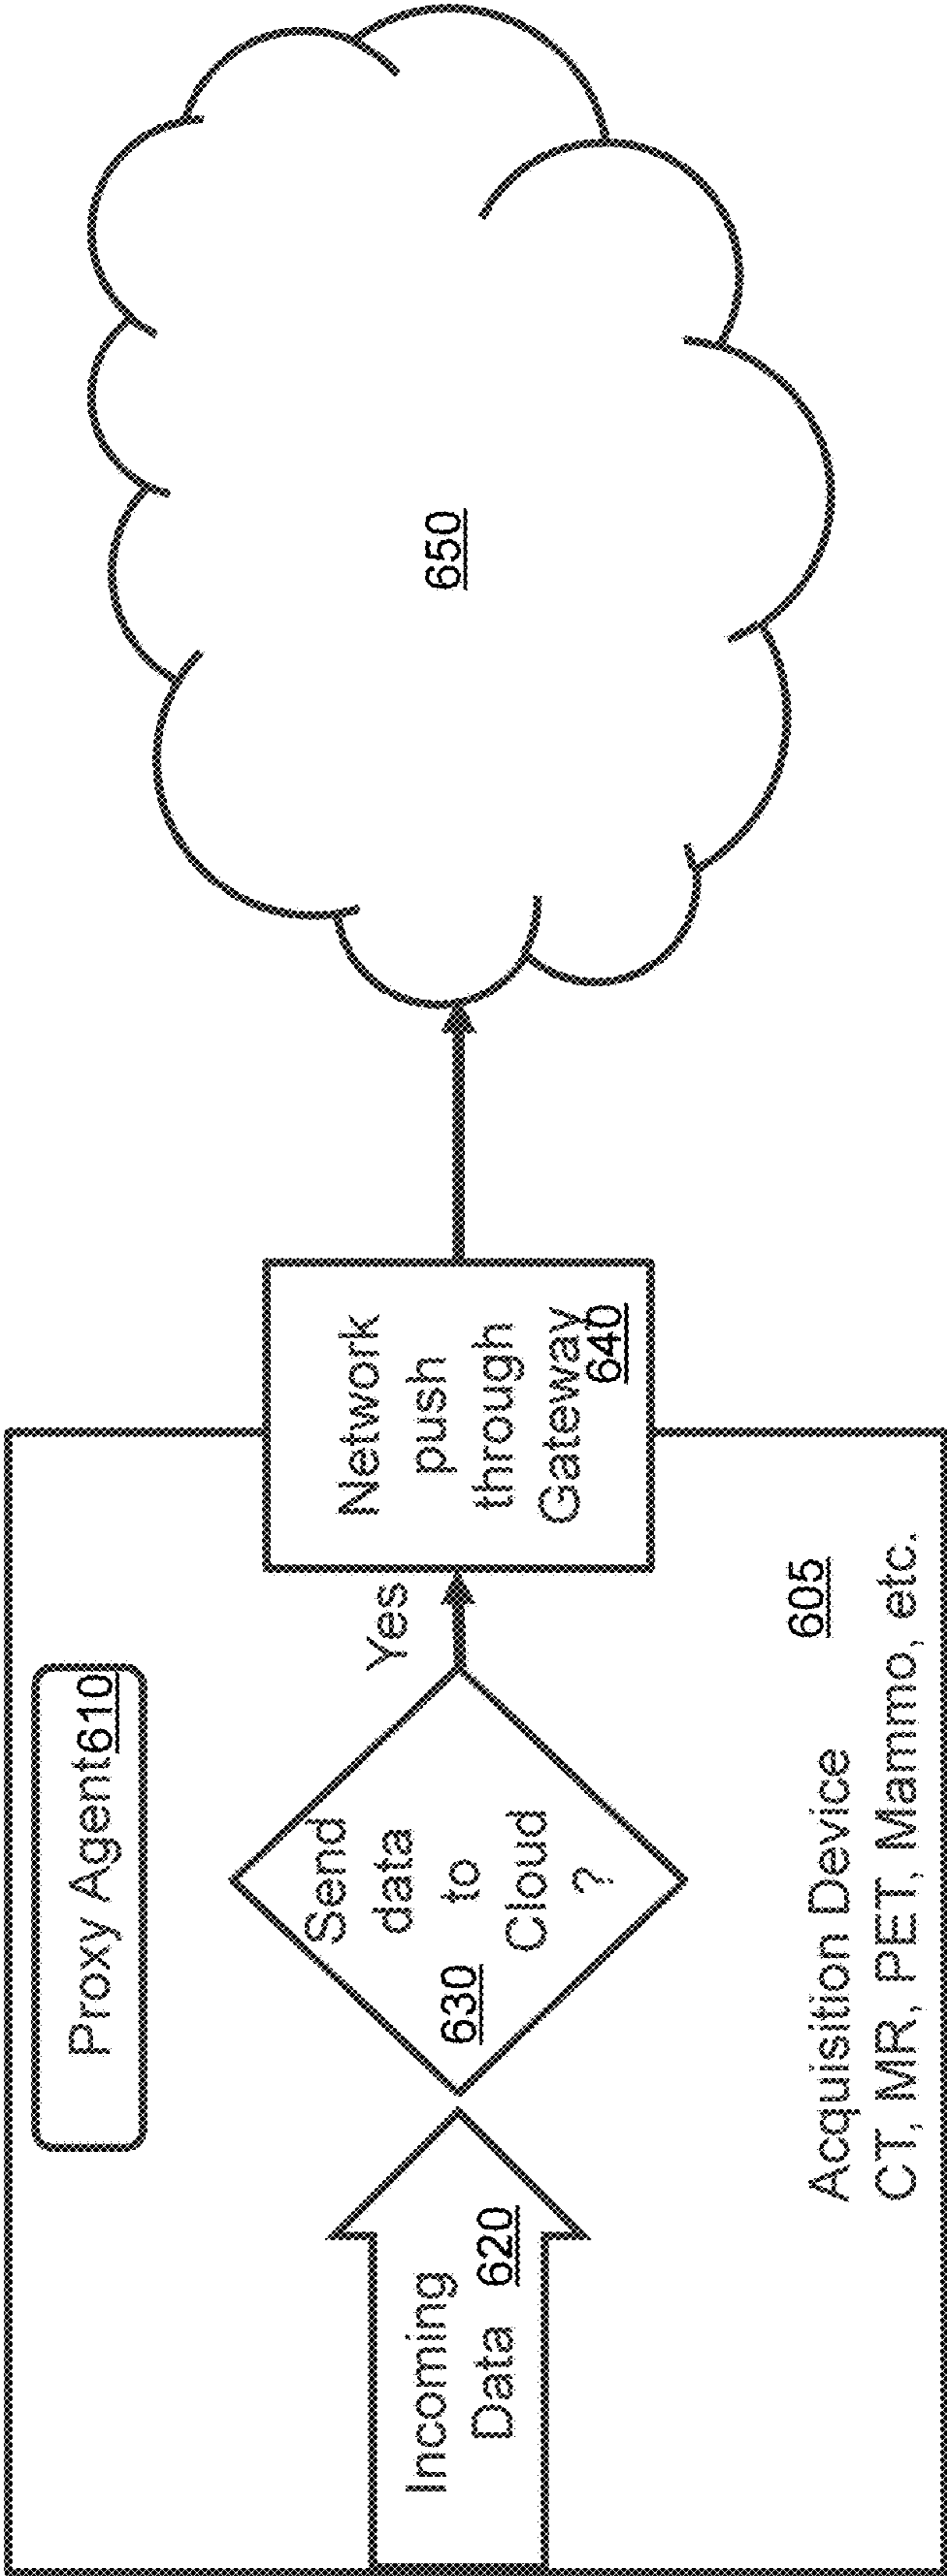 Proxy Agent610
Incoming
Data 620
Send
data
to
Cloud
?
630
Yes
Network
push
through
Gateway
640
650
605
Acquisition Device
CT, MR, PET, Mammo, etc.